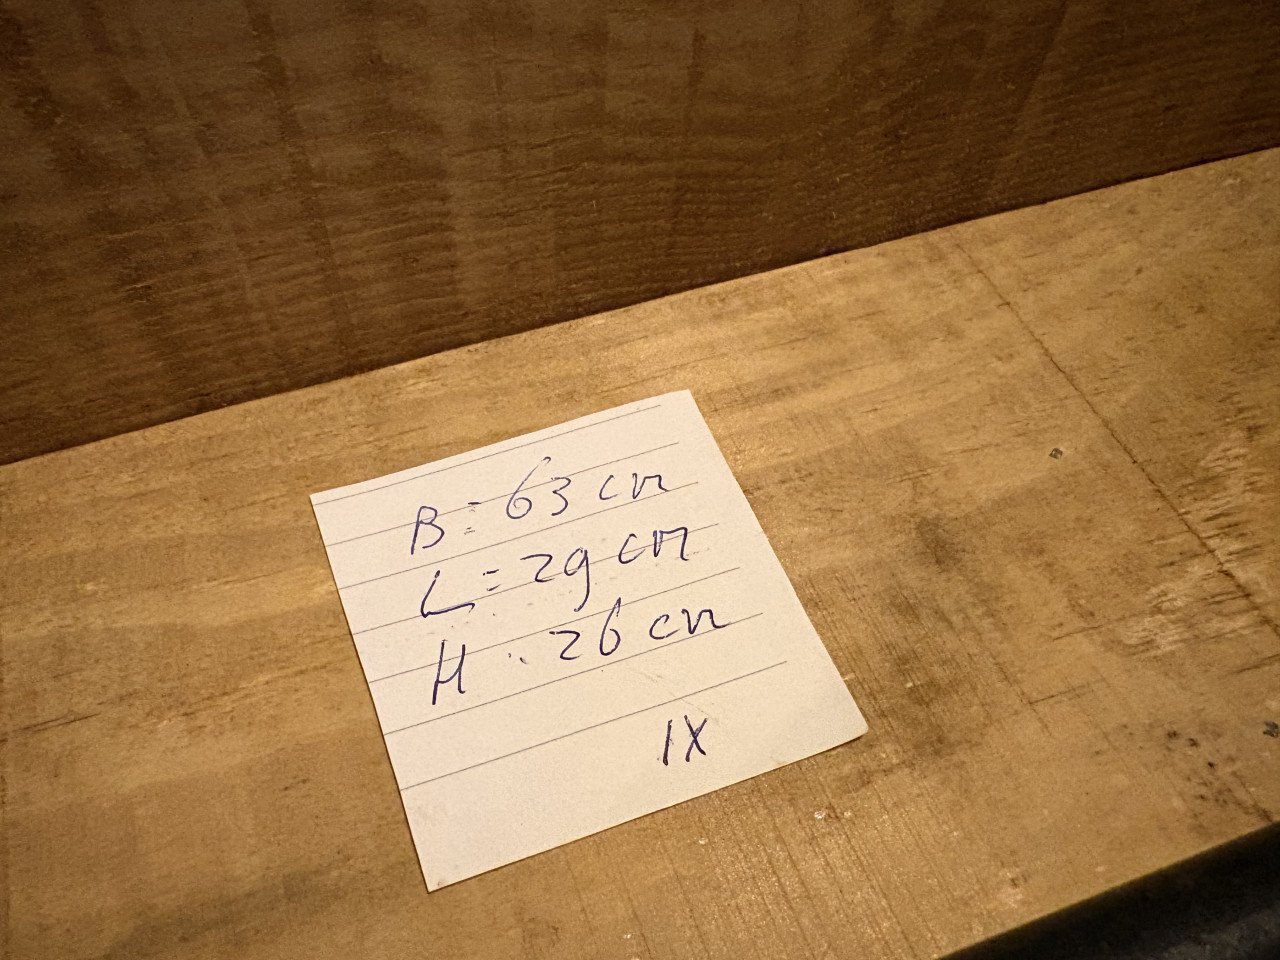 B = 63 cm
L = 29 cm
H : 26 cm
1X